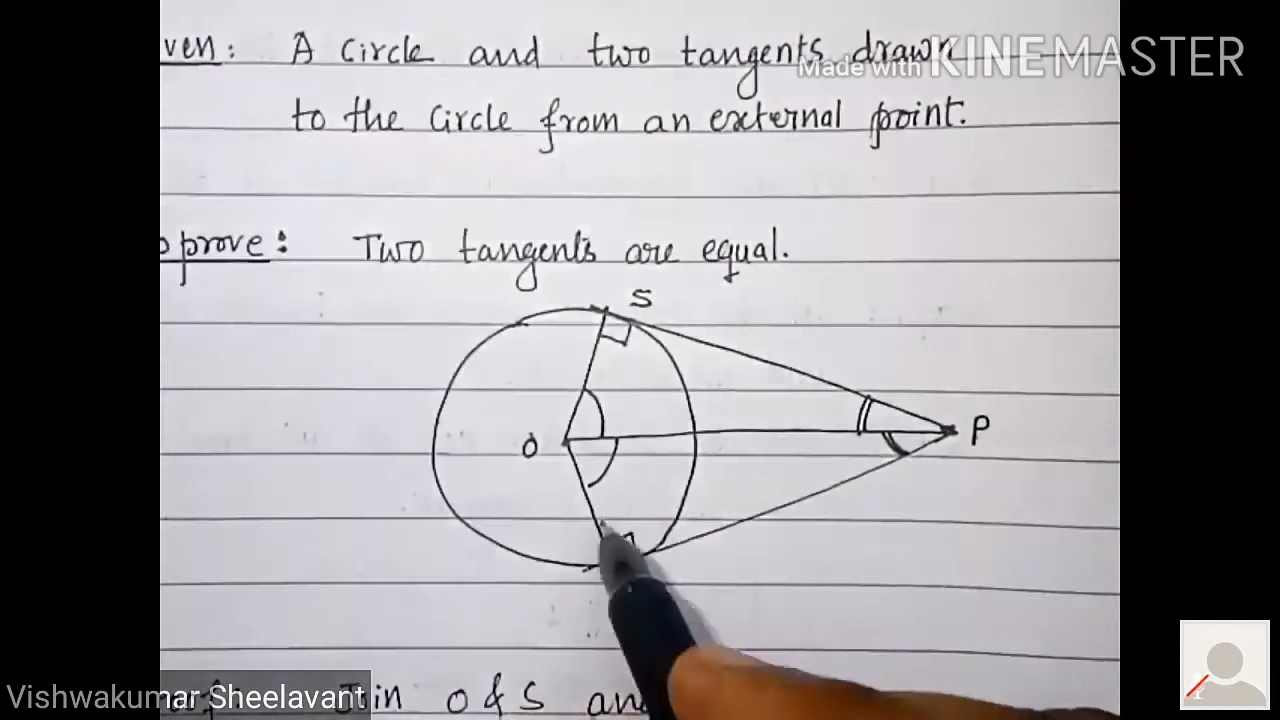 ven: A Circle and two tangents drawn
Made with KINEMASTER
to the Circle from an external point.
prove: Two tangents are equal.
S
O
P
Join O & S an
Vishwakumar Sheelavant